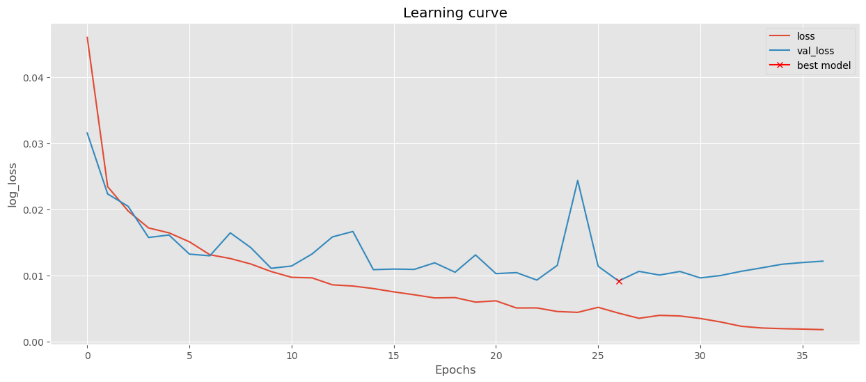 Learning curve
loss
val_loss
best model
log_loss
0.04
0.03
0.02
0.01
0.00
0 5 10 15 20 25 30 35
Epochs